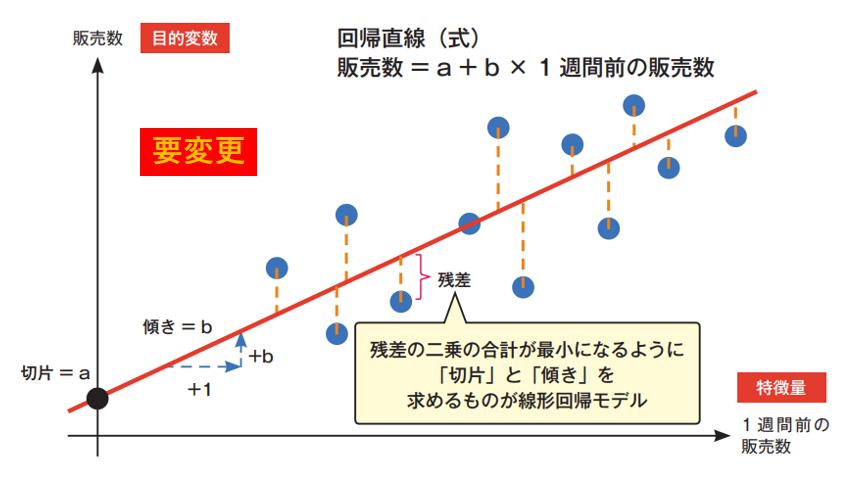 販売数 目的変数
回帰直線（式）
販売数＝a＋b × 1 週間前の販売数
要変更
残差
傾き＝b
+b
切片＝a
+1
残差の二乗の合計が最小になるように
「切片」と「傾き」を
求めるものが線形回帰モデル
特徴量
1 週間前の
販売数